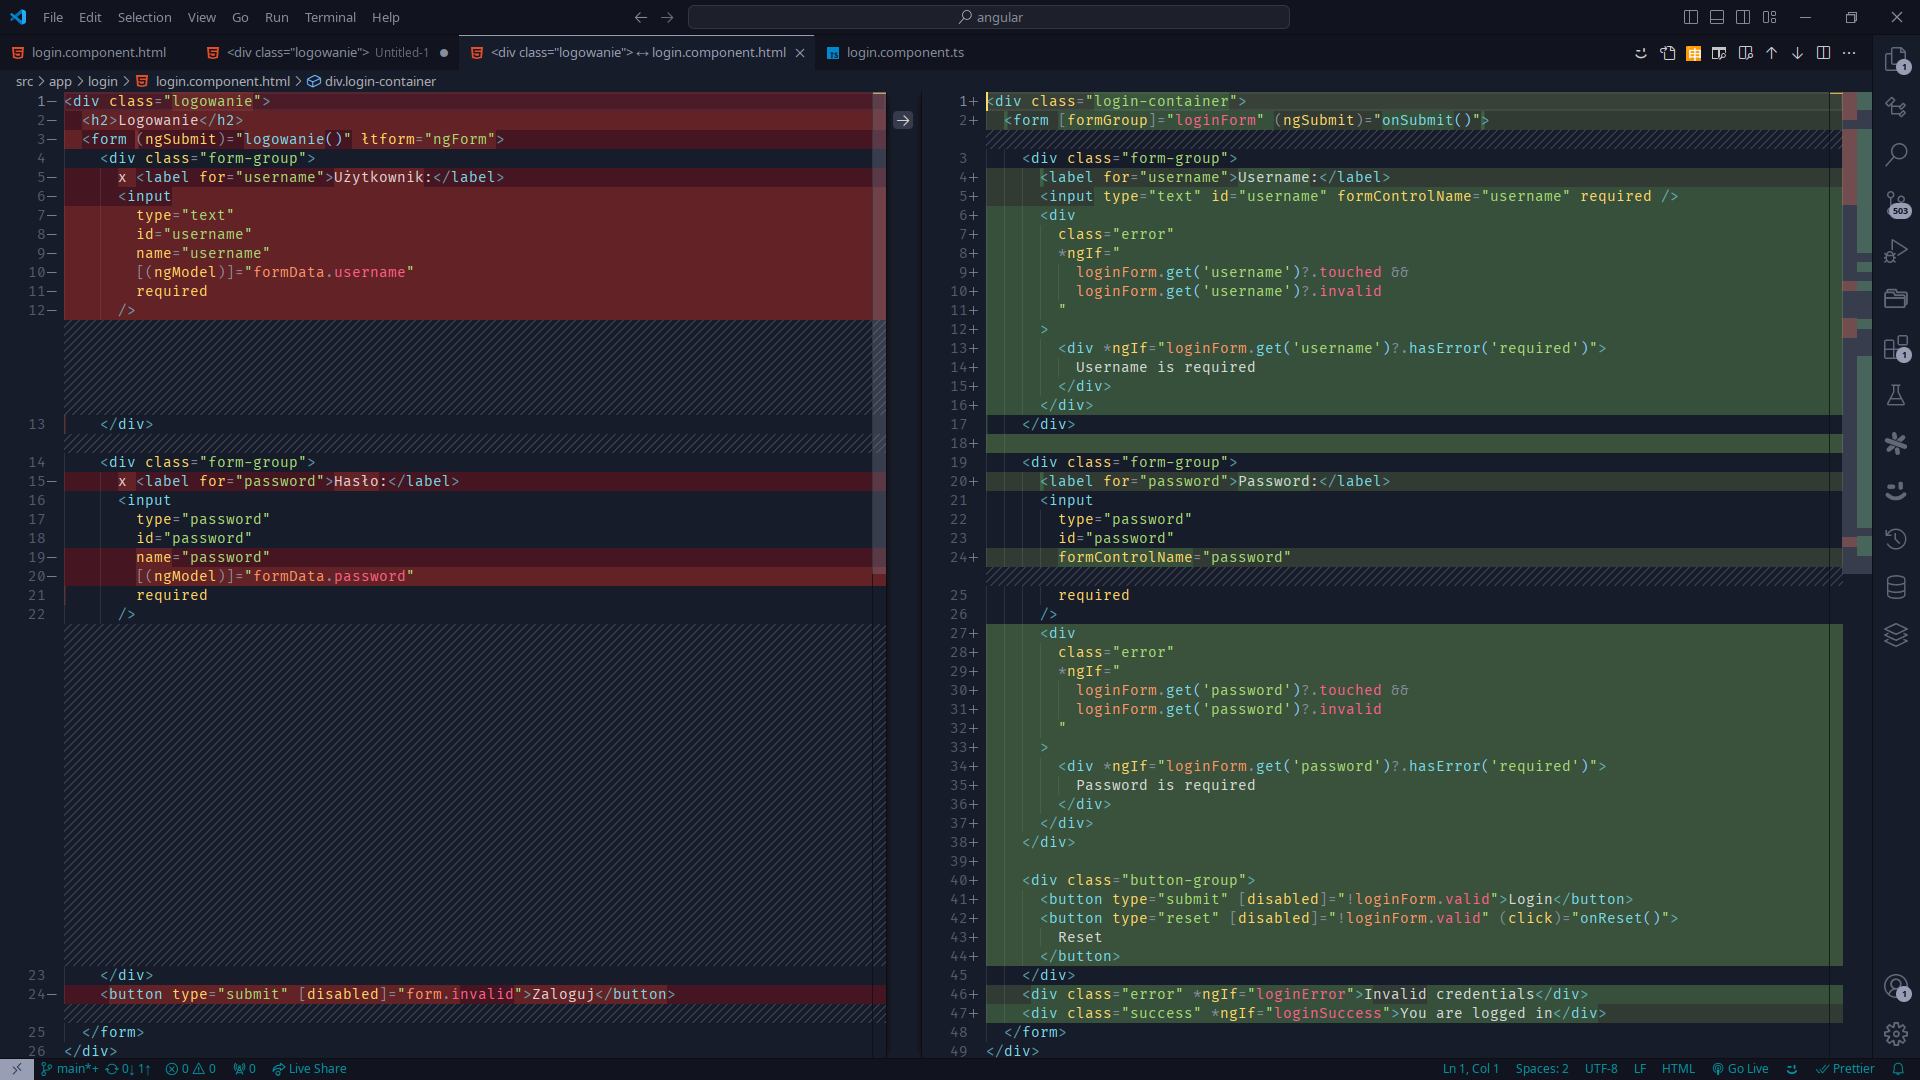 File Edit Selection View Go Run Terminal Help
angular
login.component.html
<div class="logowanie"> Untitled-1
<div class="logowanie"> ↔ login.component.html
login.component.ts
src > app > login > login.component.html > div.login-container
1— <div class="logowanie">
2— <h2>Logowanie</h2>
3— <form (ngSubmit)="logowanie()" łtform="ngForm">
4 <div class="form-group">
5— x <label for="username">Użytkownik:</label>
6— <input
7— type="text"
8— id="username"
9— name="username"
10— [(ngModel)]="formData.username"
11— required
12— />
13 </div>
14 <div class="form-group">
15— x <label for="password">Hasło:</label>
16 <input
17 type="password"
18 id="password"
19— name="password"
20— [(ngModel)]="formData.password"
21 required
22 />
23 </div>
24— <button type="submit" [disabled]="form.invalid">Zaloguj</button>
25 </form>
26 </div>
1+ <div class="login-container">
2+ <form [formGroup]="loginForm" (ngSubmit)="onSubmit()">
3 <div class="form-group">
4+ <label for="username">Username:</label>
5+ <input type="text" id="username" formControlName="username" required />
6+ <div
7+ class="error"
8+ *ngIf="
9+ loginForm.get('username')?.touched &&
10+ loginForm.get('username')?.invalid
11+ "
12+ >
13+ <div *ngIf="loginForm.get('username')?.hasError('required')">
14+ Username is required
15+ </div>
16+ </div>
17 </div>
18+
19 <div class="form-group">
20+ <label for="password">Password:</label>
21 <input
22 type="password"
23 id="password"
24+ formControlName="password"
25 required
26 />
27+ <div
28+ class="error"
29+ *ngIf="
30+ loginForm.get('password')?.touched &&
31+ loginForm.get('password')?.invalid
32+ "
33+ >
34+ <div *ngIf="loginForm.get('password')?.hasError('required')">
35+ Password is required
36+ </div>
37+ </div>
38+ </div>
39+
40+ <div class="button-group">
41+ <button type="submit" [disabled]="!loginForm.valid">Login</button>
42+ <button type="reset" [disabled]="!loginForm.valid" (click)="onReset()">
43+ Reset
44+ </button>
45 </div>
46+ <div class="error" *ngIf="loginError">Invalid credentials</div>
47+ <div class="success" *ngIf="loginSuccess">You are logged in</div>
48 </form>
49 </div>
1
503
1
1
main*+ 0↓ 1↑ 0 0 0 Live Share
Ln 1, Col 1 Spaces: 2 UTF-8 LF HTML Go Live Prettier